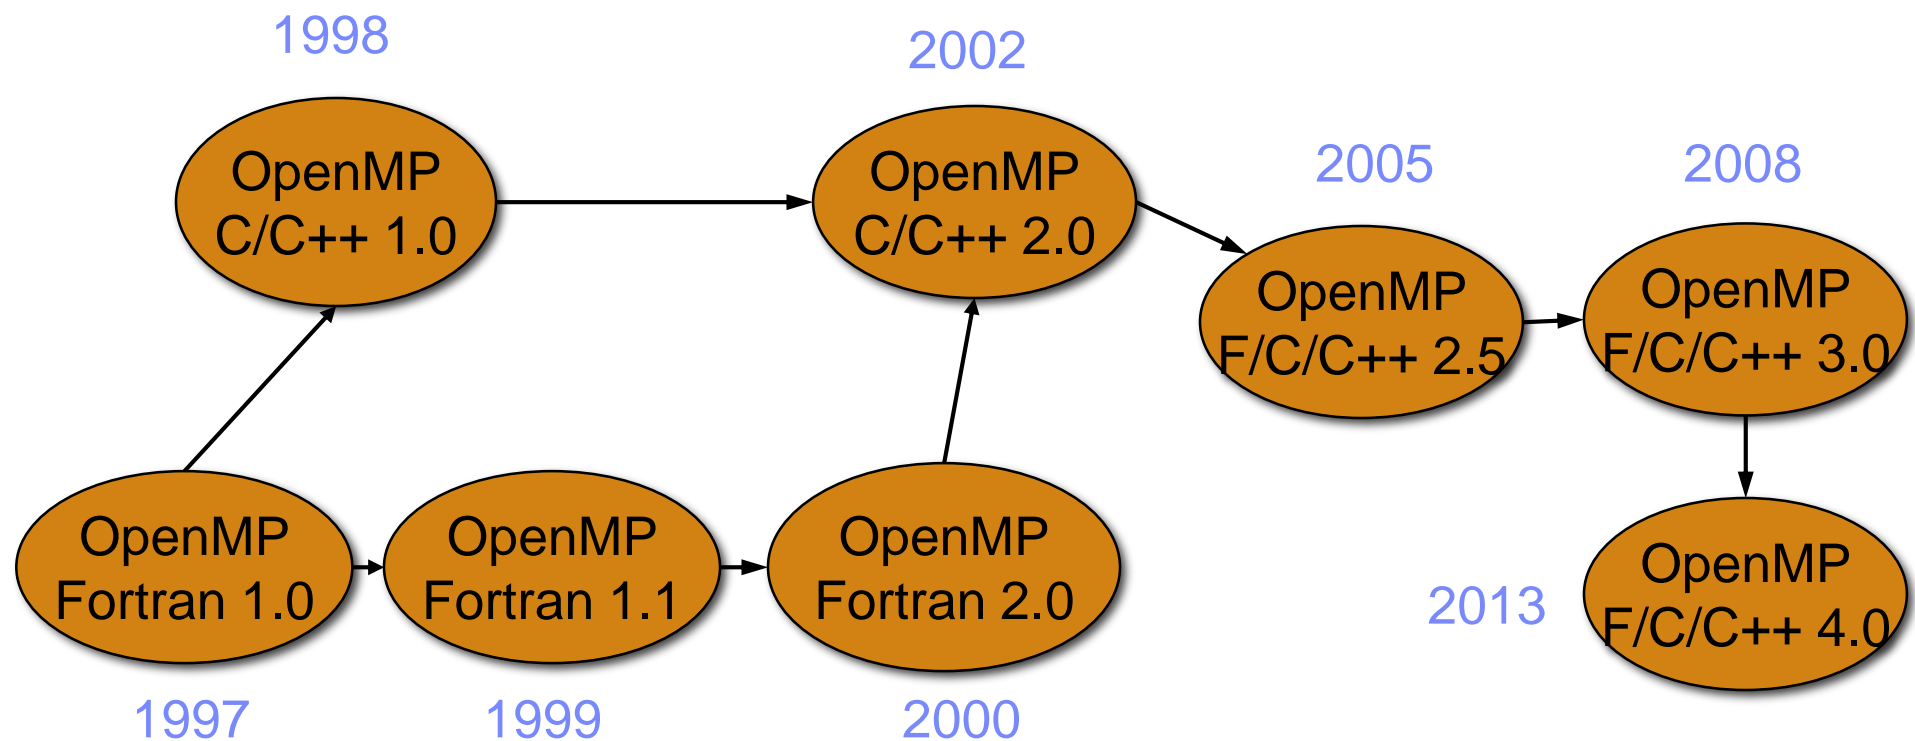 1998
2002
OpenMP
C/C++ 1.0
OpenMP
C/C++ 2.0
2005
2008
OpenMP
F/C/C++ 2.5
OpenMP
F/C/C++ 3.0
OpenMP
Fortran 1.0
OpenMP
Fortran 1.1
OpenMP
Fortran 2.0
2013
OpenMP
F/C/C++ 4.0
1997
1999
2000